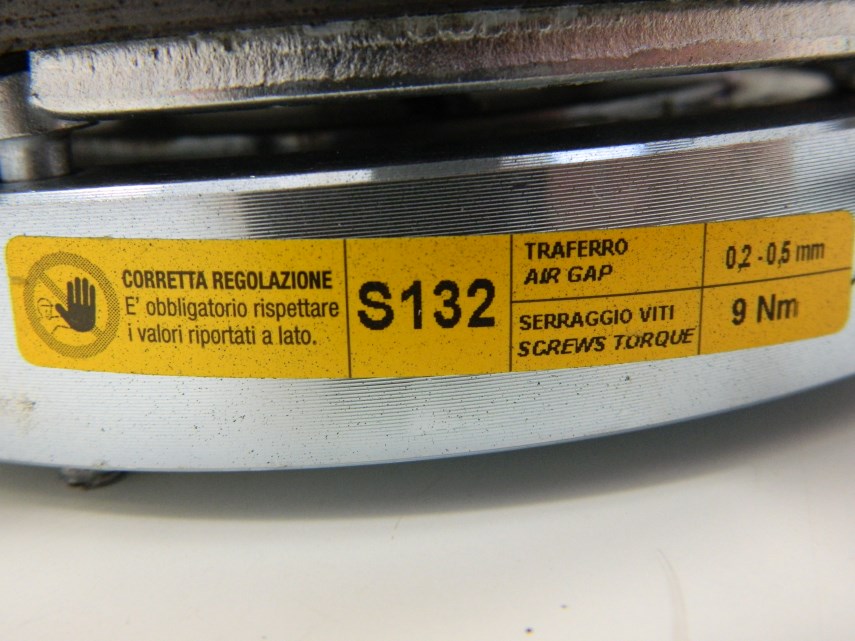 CORRETTA REGOLAZIONE
E' obbligatorio rispettare
i valori riportati a lato.
S132
TRAFERRO
AIR GAP
0,2 - 0,5 mm
SERRAGGIO VITI
SCREWS TORQUE
9 Nm